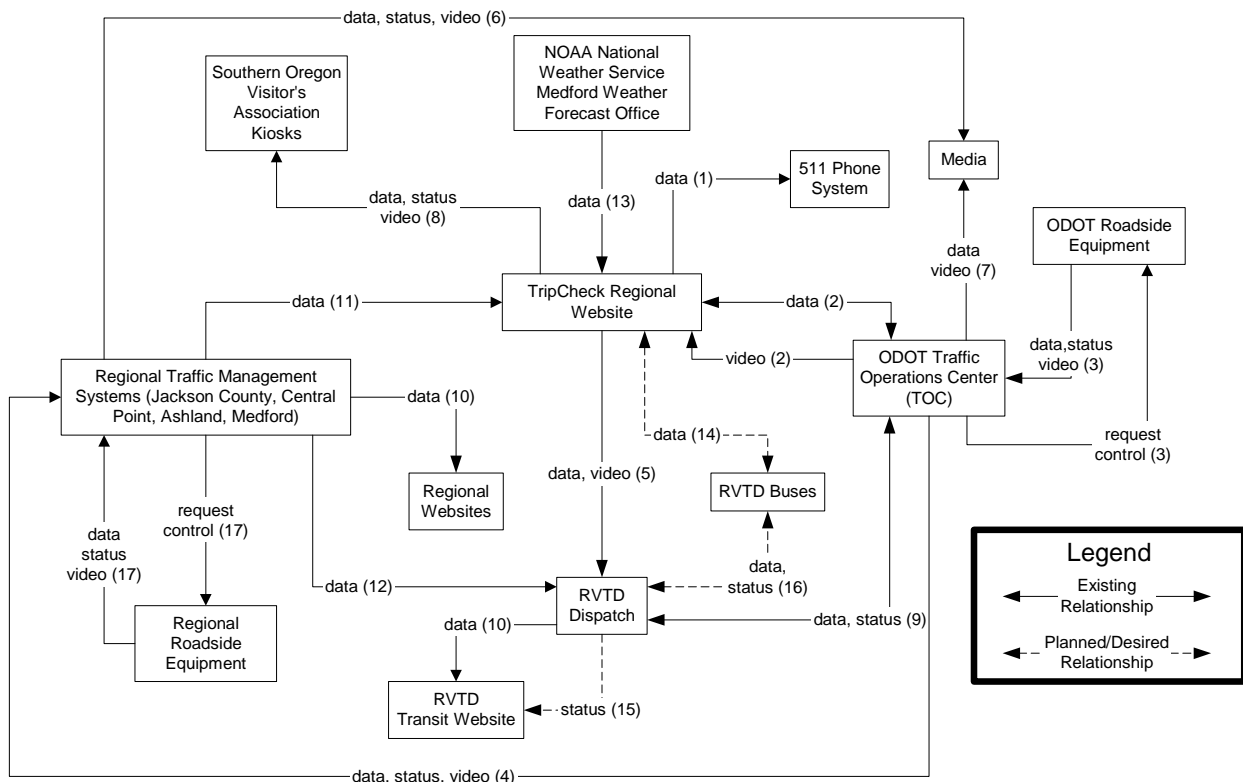 data, status, video (6)
NOAA National
Weather Service
Medford Weather
Forecast Office
Southern Oregon
Visitor's
Association
Kiosks
Media
511 Phone
System
data (1)
data, status
video (8)
data (13)
ODOT Roadside
Equipment
data
video (7)
TripCheck Regional
Website
data (11)
data (2)
data,status
video (3)
video (2)
ODOT Traffic
Operations Center
(TOC)
Regional Traffic Management
Systems (Jackson County, Central
Point, Ashland, Medford)
data (10)
request
control (3)
data (14)
data, video (5)
Regional
Websites
RVTD Buses
request
control (17)
data
status
video (17)
Legend
Existing
Relationship
Planned/Desired
Relationship
data (12)
data,
status (16)
RVTD
Dispatch
data, status (9)
data (10)
Regional
Roadside
Equipment
RVTD
Transit Website
status (15)
data, status, video (4)